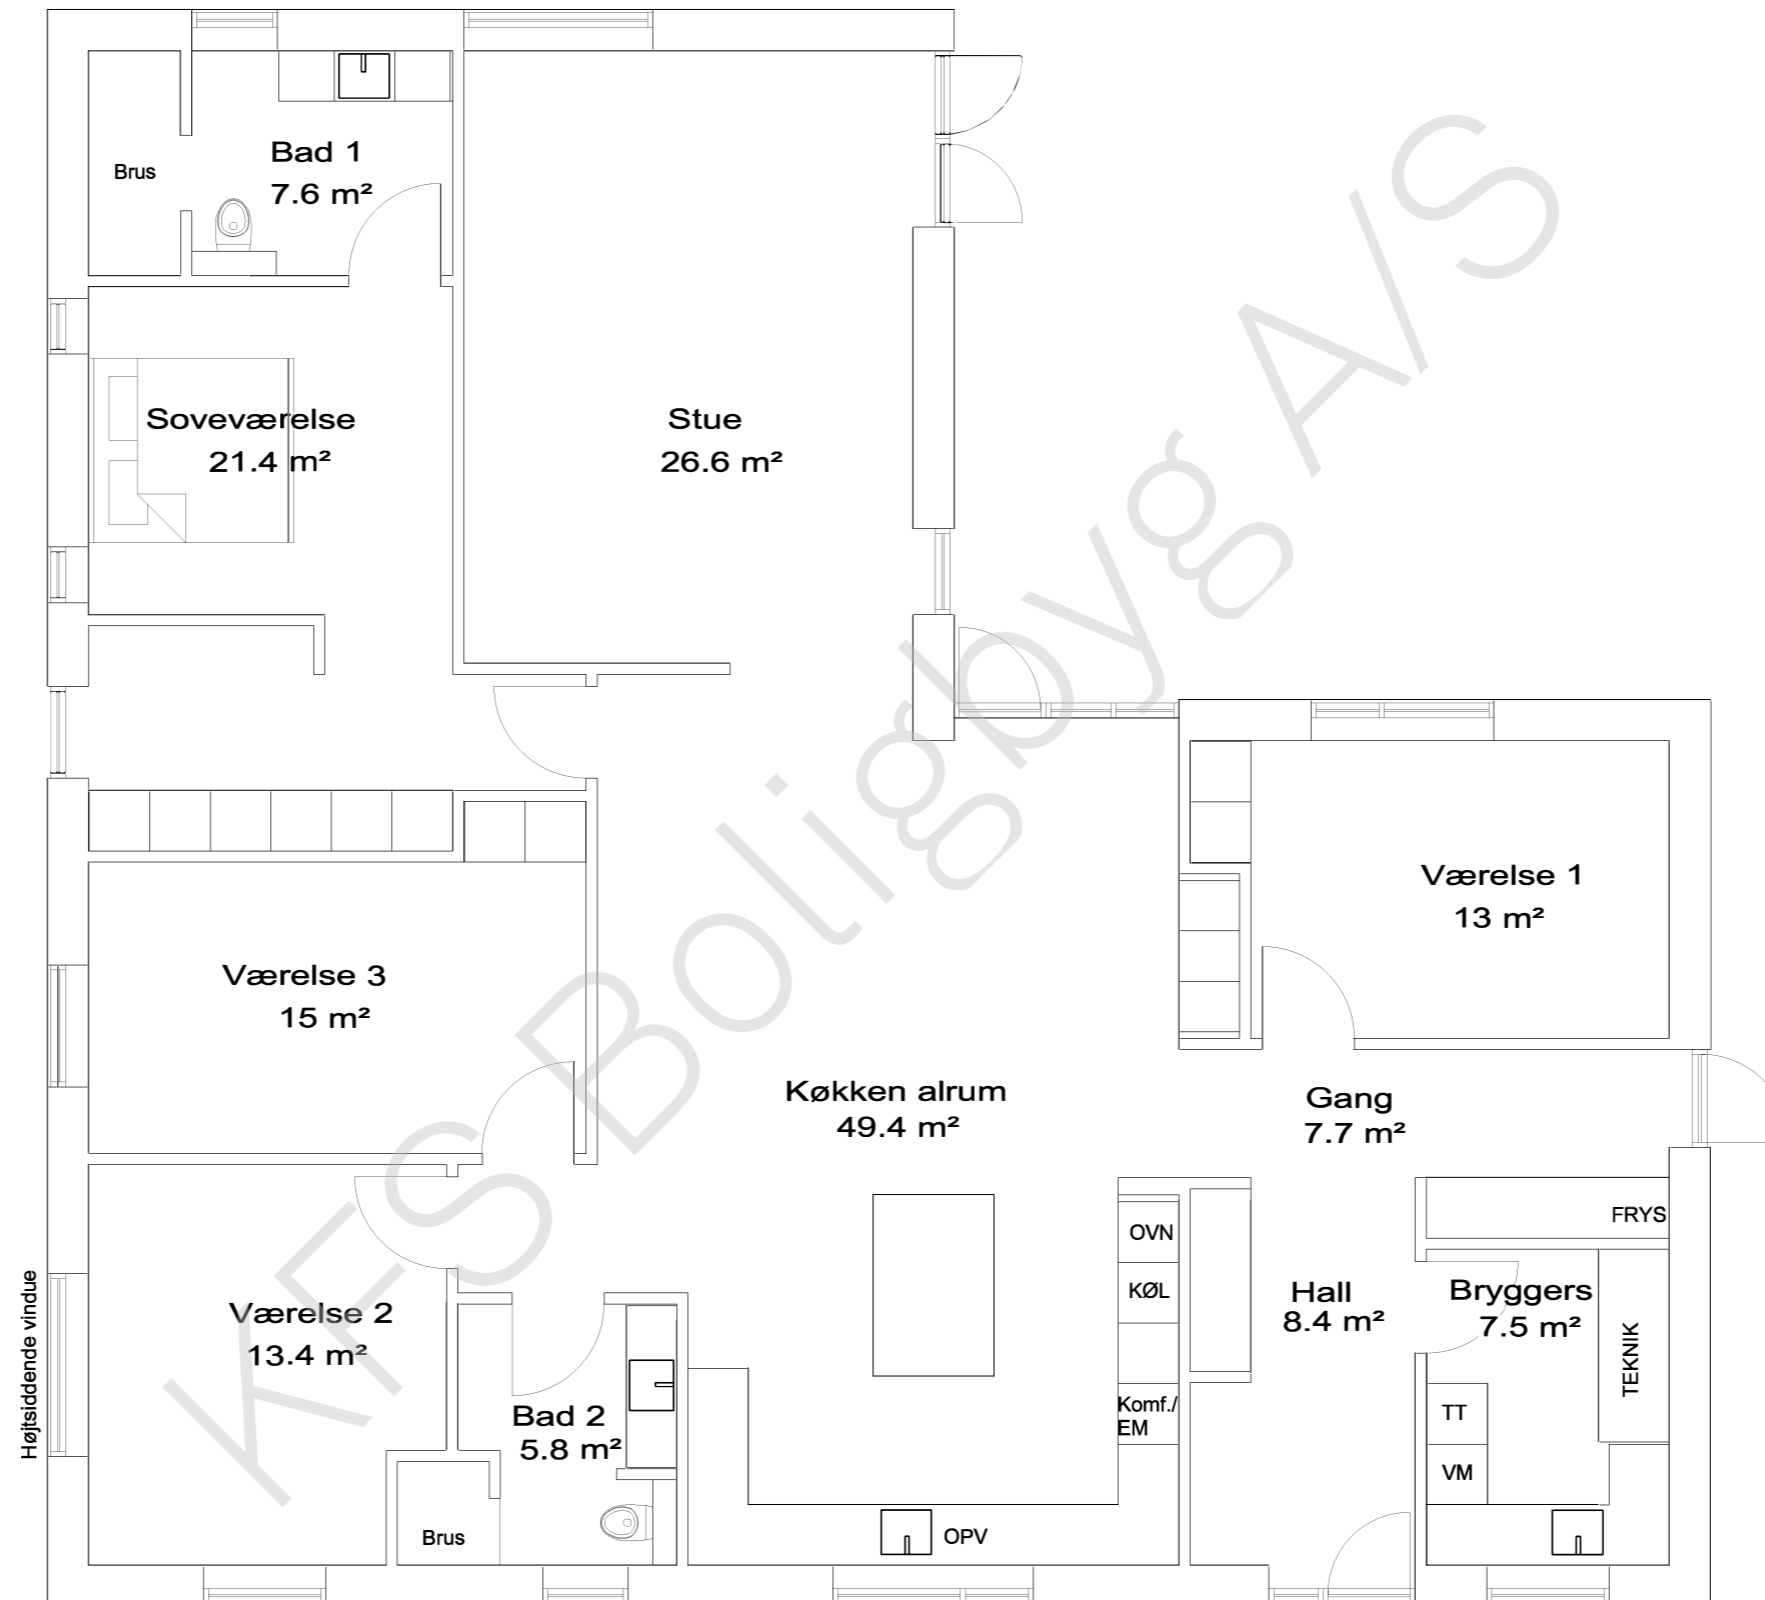 Bad 1
7.6 m²
Brus
Soveværelse
21.4 m²
Stue
26.6 m²
Værelse 1
13 m²
Værelse 3
15 m²
Køkken alrum
49.4 m²
Gang
7.7 m²
FRYS
OVN
KØL
Komf./
EM
Hall
8.4 m²
Bryggers
7.5 m²
TEKNIK
TT
VM
Værelse 2
13.4 m²
Højtsiddende vindue
Bad 2
5.8 m²
Brus
OPV
KFS Boligbyg A/S